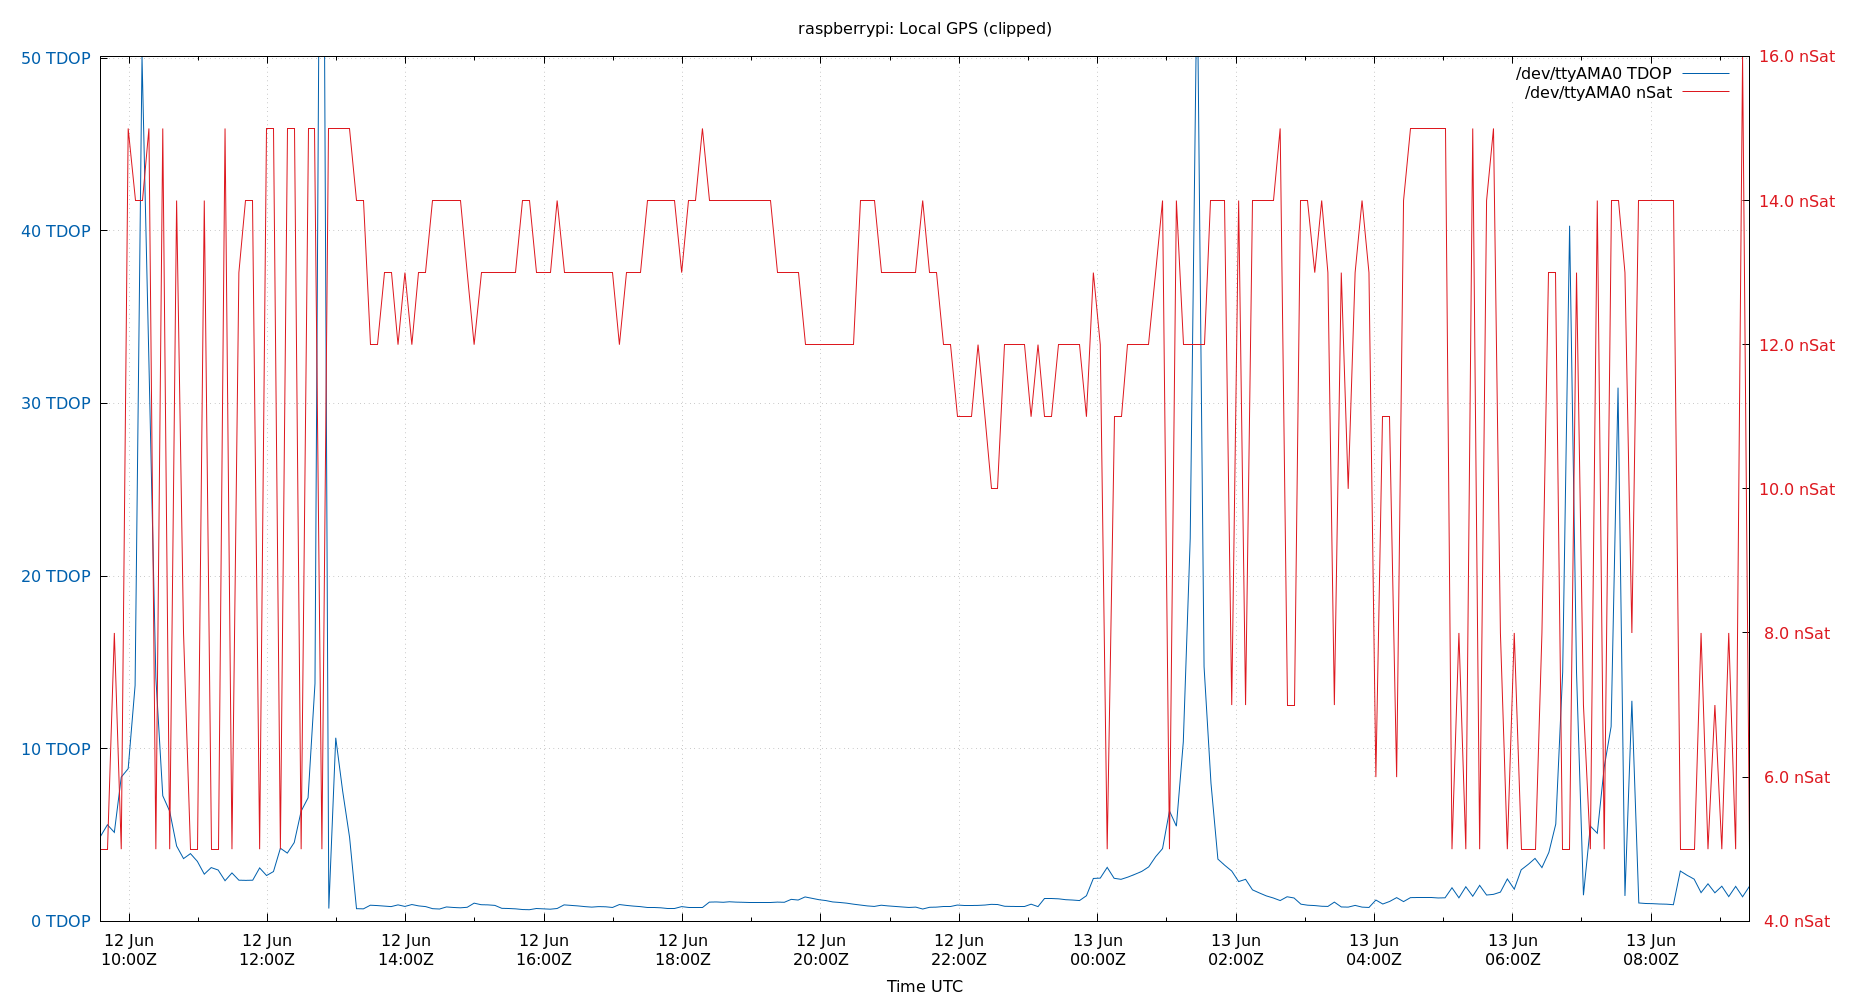 raspberrypi: Local GPS (clipped)
50 TDOP
40 TDOP
30 TDOP
20 TDOP
10 TDOP
0 TDOP
16.0 nSat
14.0 nSat
12.0 nSat
10.0 nSat
8.0 nSat
6.0 nSat
4.0 nSat
/dev/ttyAMA0 TDOP
/dev/ttyAMA0 nSat
12 Jun 12 Jun 12 Jun 12 Jun 12 Jun 12 Jun 12 Jun 13 Jun 13 Jun 13 Jun 13 Jun 13 Jun
10:00Z 12:00Z 14:00Z 16:00Z 18:00Z 20:00Z 22:00Z 00:00Z 02:00Z 04:00Z 06:00Z 08:00Z
Time UTC